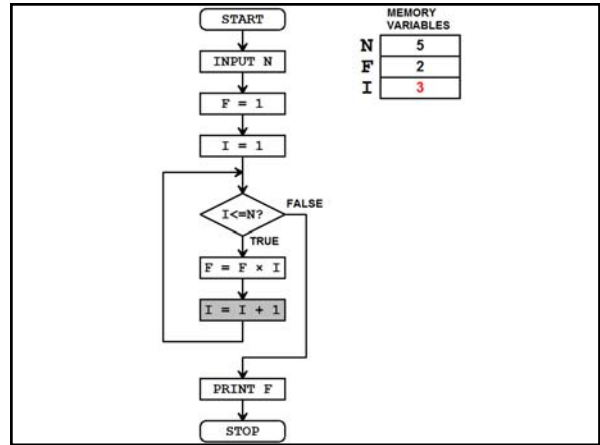 START
INPUT N
F = 1
I = 1
I<=N?
FALSE
TRUE
F = F × I
I = I + 1
PRINT F
STOP
MEMORY
VARIABLES
N 5
F 2
I 3